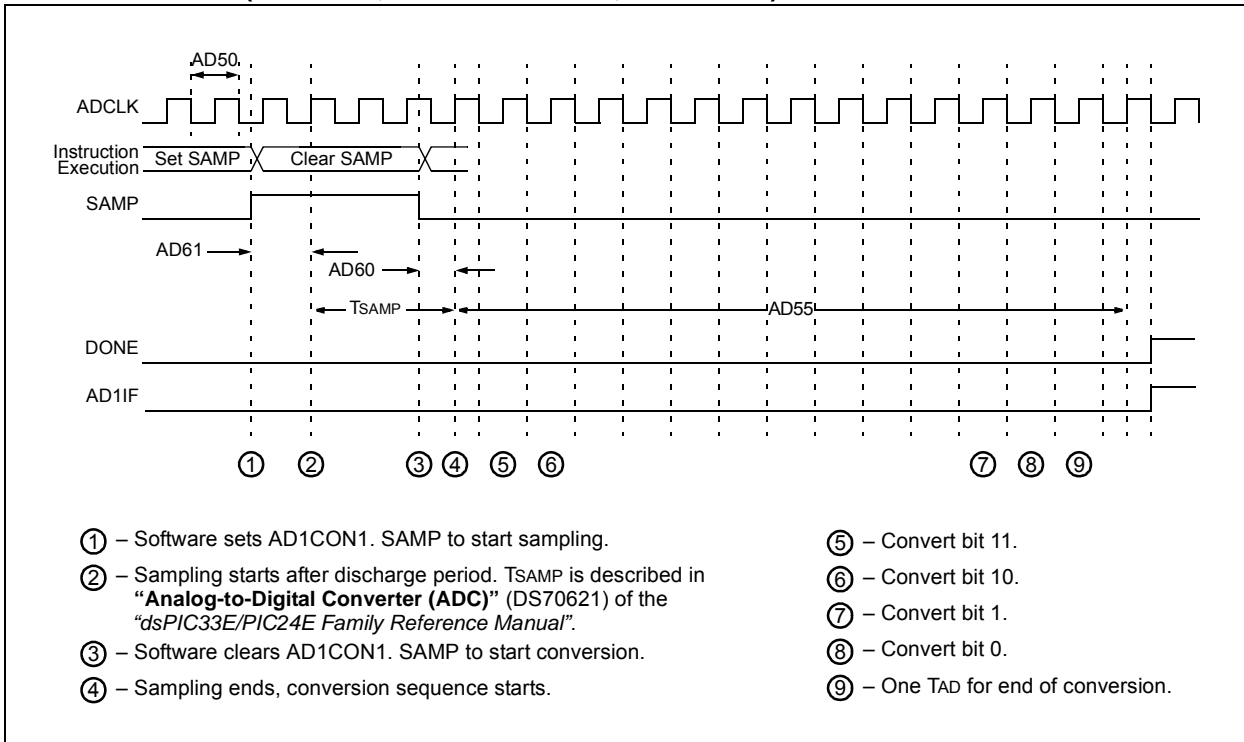 AD50
ADCLK
Instruction
Execution
Set SAMP
Clear SAMP
SAMP
AD61
AD60
TSAMP
AD55
DONE
AD1IF
1 2 3 4 5 6 7 8 9
1 – Software sets AD1CON1. SAMP to start sampling.
2 – Sampling starts after discharge period. TSAMP is described in
“Analog-to-Digital Converter (ADC)” (DS70621) of the
“dsPIC33E/PIC24E Family Reference Manual”.
3 – Software clears AD1CON1. SAMP to start conversion.
4 – Sampling ends, conversion sequence starts.
5 – Convert bit 11.
6 – Convert bit 10.
7 – Convert bit 1.
8 – Convert bit 0.
9 – One TAD for end of conversion.